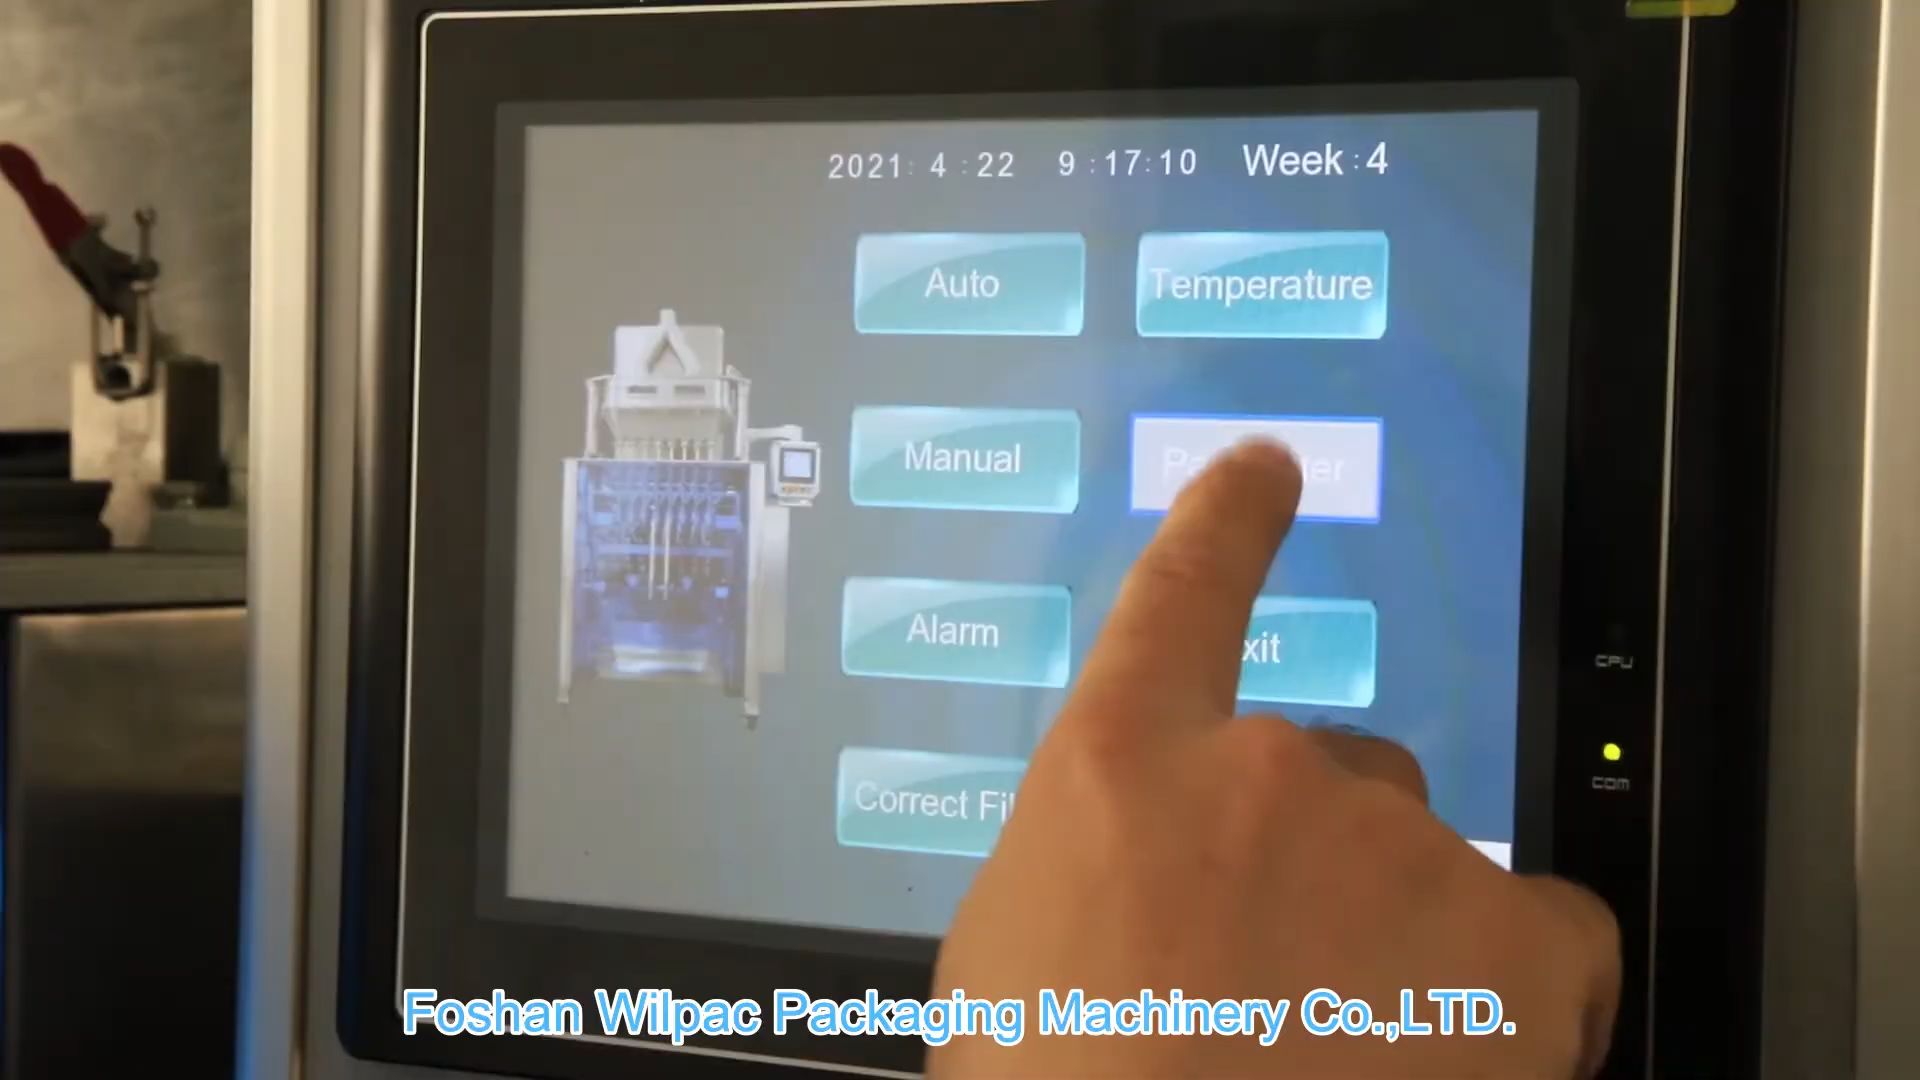 2021: 4 :22 9 :17:10 Week:4
Auto
Temperature
Manual
Alarm
Correct
CPU
COM
Foshan Wilpac Packaging Machinery Co.,LTD.